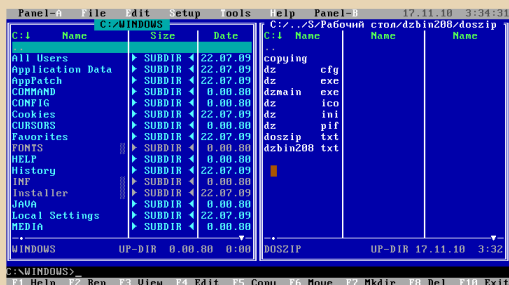 Panel-A File Edit Setup Tools Help Panel-B 17.11.10 3:34:31
C:/WINDOWS
C:/../S/Рабочий стол/dzbin208/doszip
C:↓ Name Size Date C:↓ Name Name Name
.. ..
All Users ► SUBDIR ◄ 22.07.09 copying
Application Data ► SUBDIR ◄ 22.07.09 dz cfg
AppPatch ► SUBDIR ◄ 22.07.09 dz exe
COMMAND ► SUBDIR ◄ 0.00.80 dzmain exe
CONFIG ► SUBDIR ◄ 0.00.80 dz ico
Cookies ► SUBDIR ◄ 22.07.09 dz ini
CURSORS ► SUBDIR ◄ 0.00.80 dz pif
Favorites ► SUBDIR ◄ 22.07.09 doszip txt
FONTS ► SUBDIR ◄ 0.00.80 dzbin208 txt
HELP ► SUBDIR ◄ 0.00.80
History ► SUBDIR ◄ 22.07.09
INF ► SUBDIR ◄ 0.00.80
Installer ► SUBDIR ◄ 22.07.09
JAVA ► SUBDIR ◄ 0.00.80
Local Settings ► SUBDIR ◄ 22.07.09
MEDIA ► SUBDIR ◄ 0.00.80
WINDOWS UP-DIR 0.00.80 0:00 DOSZIP UP-DIR 17.11.10 3:32
C:\WINDOWS>_
F1 Help F2 Ren F3 View F4 Edit F5 Copy F6 Move F7 Mkdir F8 Del F10 Exit